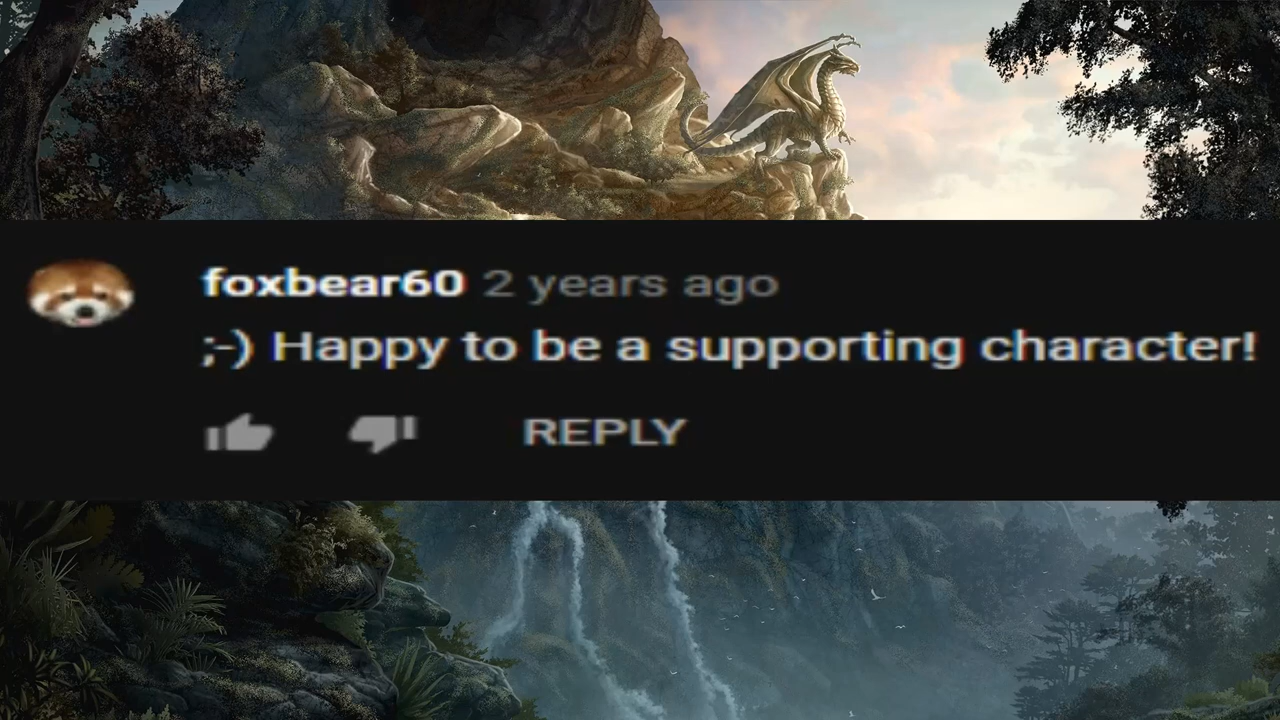 foxbear60 2 years ago
;-) Happy to be a supporting character!
REPLY